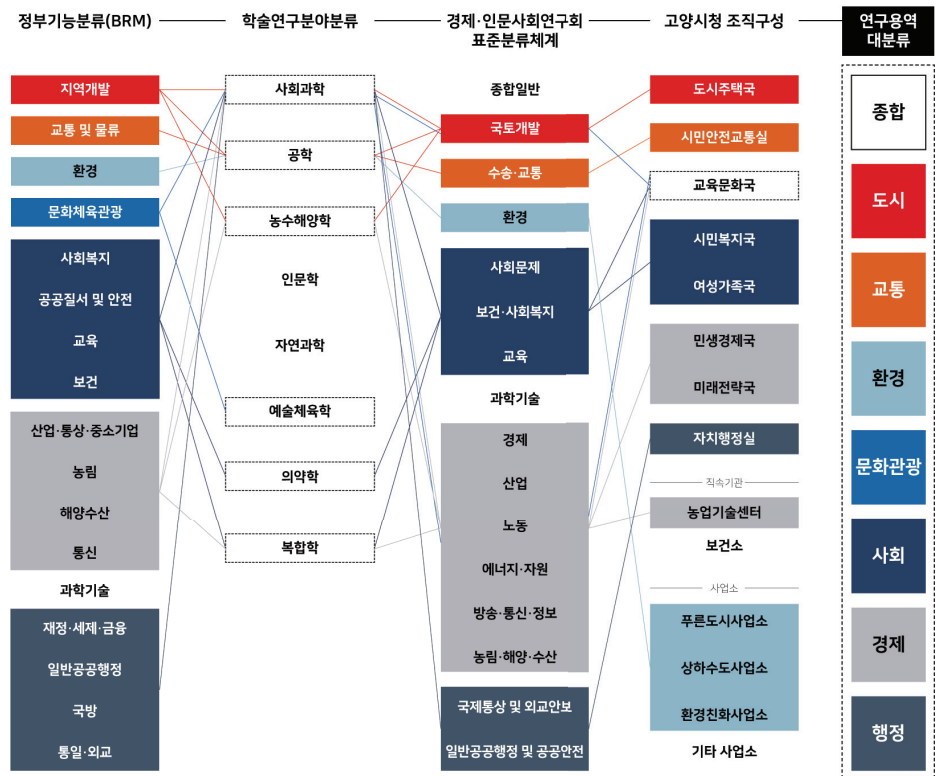 정부기능분류(BRM)
학술연구분야분류
경제·인문사회연구회
표준분류체계
고양시청 조직구성
연구용역
대분류
지역개발
교통 및 물류
환경
문화체육관광
사회복지
공공질서 및 안전
교육
보건
산업·통상·중소기업
농림
해양수산
통신
과학기술
재정·세제·금융
일반공공행정
국방
통일·외교
사회과학
공학
농수해양학
인문학
자연과학
예술체육학
의약학
복합학
종합일반
국토개발
수송·교통
환경
사회문제
보건·사회복지
교육
과학기술
경제
산업
노동
에너지·자원
방송·통신·정보
농림·해양·수산
국제통상 및 외교안보
일반공공행정 및 공공안전
도시주택국
시민안전교통실
교육문화국
시민복지국
여성가족국
민생경제국
미래전략국
자치행정실
직속기관
농업기술센터
보건소
사업소
푸른도시사업소
상하수도사업소
환경친화사업소
기타 사업소
종합
도시
교통
환경
문화관광
사회
경제
행정